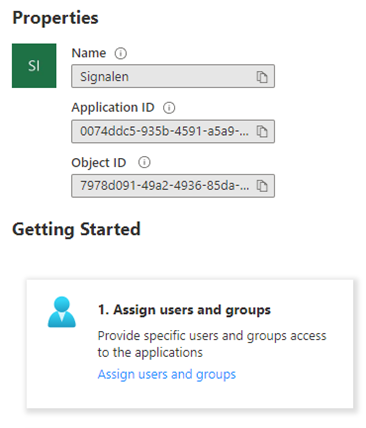 Properties
SI
Name
Signalen
Application ID
0074ddc5-935b-4591-a5a9-...
Object ID
7978d091-49a2-4936-85da-...
Getting Started
1. Assign users and groups
Provide specific users and groups access
to the applications
Assign users and groups